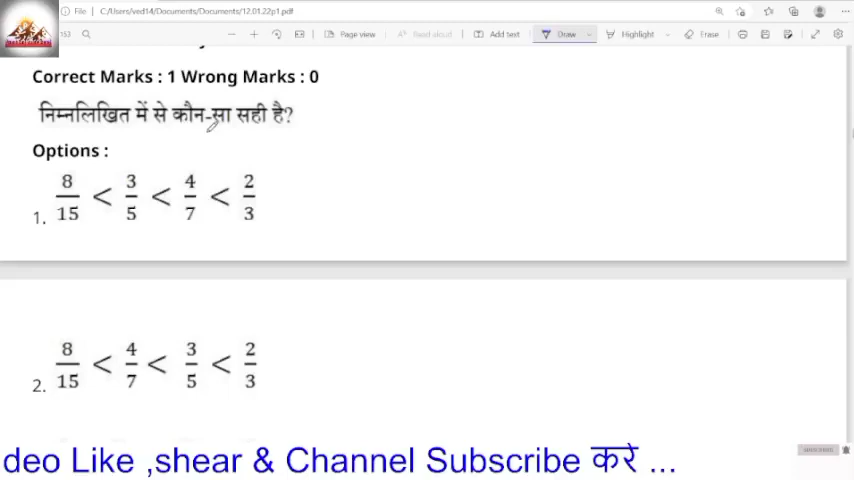 File | C:/Users/ved14/Documents/Documents/12.01.22p1.pdf
Page view Read aloud Add text Draw Highlight Erase
Correct Marks : 1 Wrong Marks : 0
निम्नलिखित में से कौन-सा सही है?
Options :
1. 8/15 < 3/5 < 4/7 < 2/3
2. 8/15 < 4/7 < 3/5 < 2/3
deo Like ,shear & Channel Subscribe करे ...